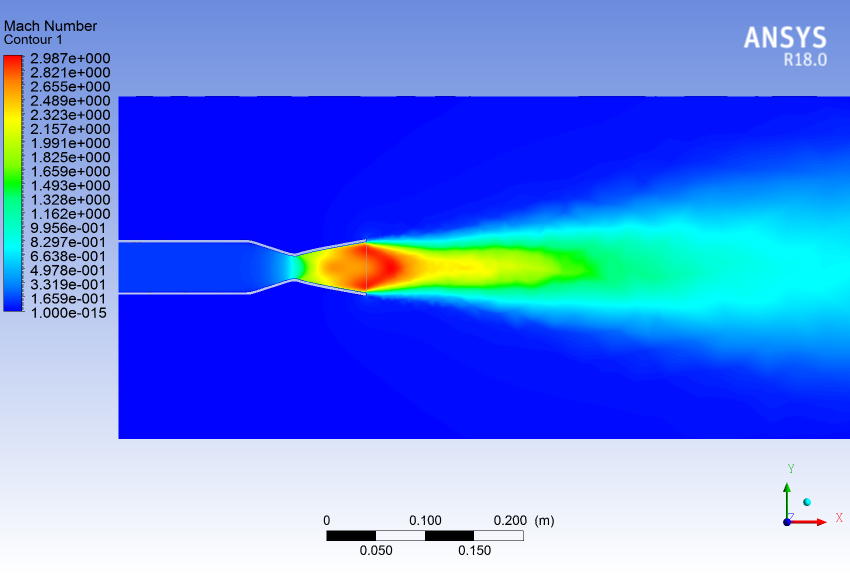 Mach Number
Contour 1
2.987e+000
2.821e+000
2.655e+000
2.489e+000
2.323e+000
2.157e+000
1.991e+000
1.825e+000
1.659e+000
1.493e+000
1.328e+000
1.162e+000
9.956e-001
8.297e-001
6.638e-001
4.978e-001
3.319e-001
1.659e-001
1.000e-015
ANSYS
R18.0
0 0.100 0.200 (m)
0.050 0.150
Y
Z X